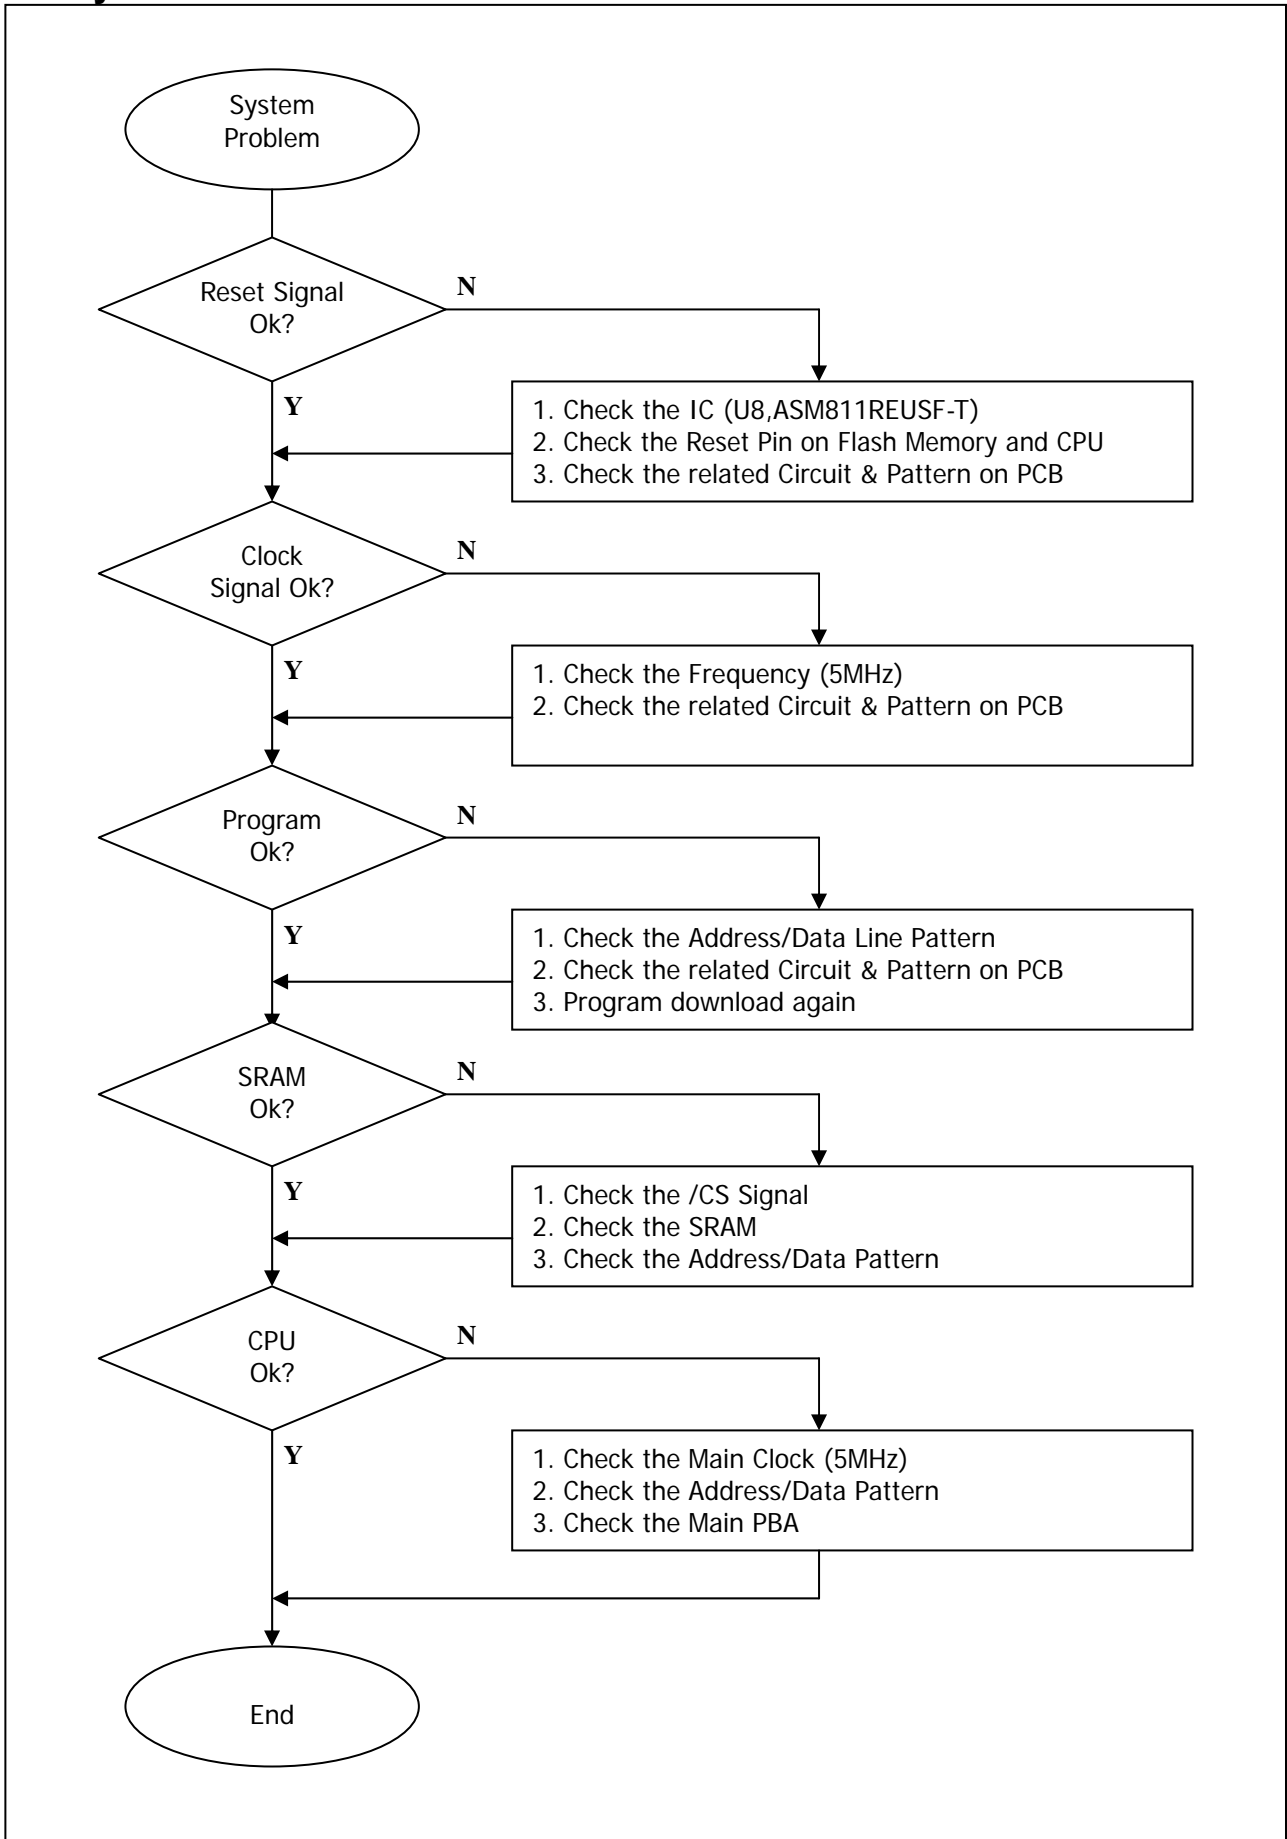 System
Problem
Reset Signal
Ok?
N
Y
1. Check the IC (U8,ASM811REUSF-T)
2. Check the Reset Pin on Flash Memory and CPU
3. Check the related Circuit & Pattern on PCB
Clock
Signal Ok?
N
Y
1. Check the Frequency (5MHz)
2. Check the related Circuit & Pattern on PCB
Program
Ok?
N
Y
1. Check the Address/Data Line Pattern
2. Check the related Circuit & Pattern on PCB
3. Program download again
SRAM
Ok?
N
Y
1. Check the /CS Signal
2. Check the SRAM
3. Check the Address/Data Pattern
CPU
Ok?
N
Y
1. Check the Main Clock (5MHz)
2. Check the Address/Data Pattern
3. Check the Main PBA
End